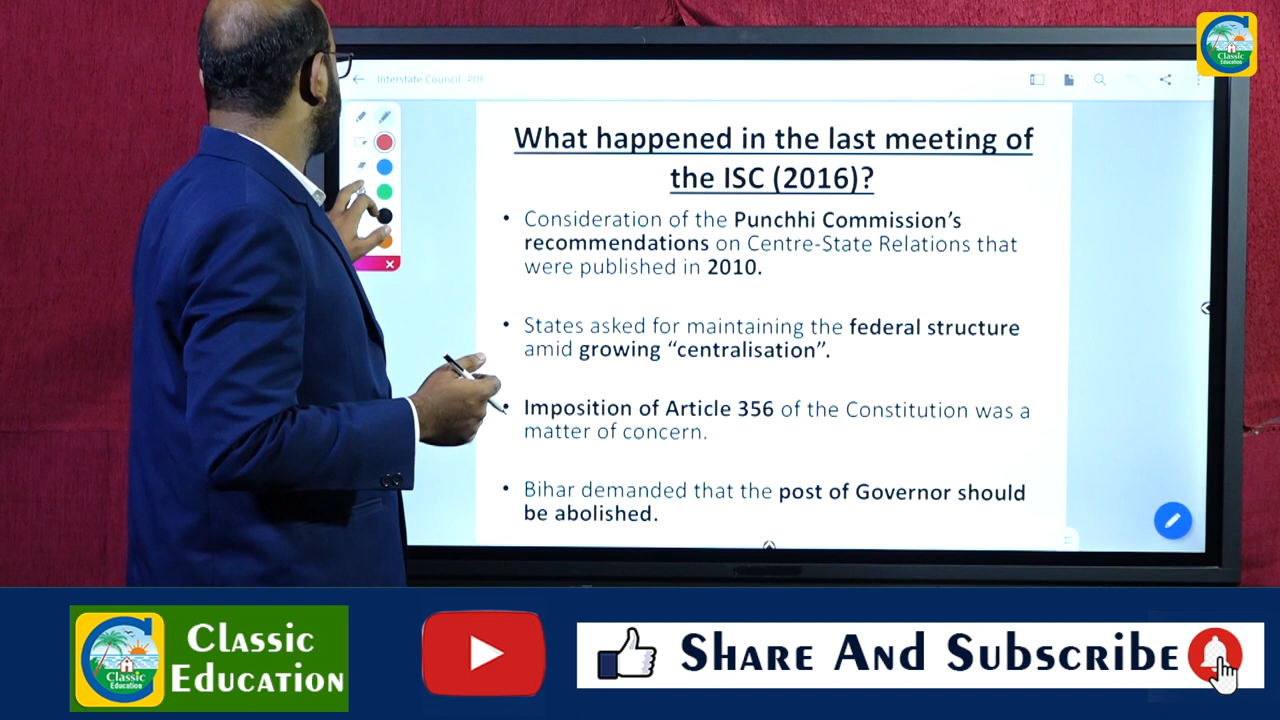 Classic
Education
Interstate Council PDF
What happened in the last meeting of
the ISC (2016)?
• Consideration of the Punchhi Commission's
recommendations on Centre-State Relations that
were published in 2010.
• States asked for maintaining the federal structure
amid growing “centralisation”.
• Imposition of Article 356 of the Constitution was a
matter of concern.
• Bihar demanded that the post of Governor should
be abolished.
Classic
Education
Classic
Education
Share And Subscribe